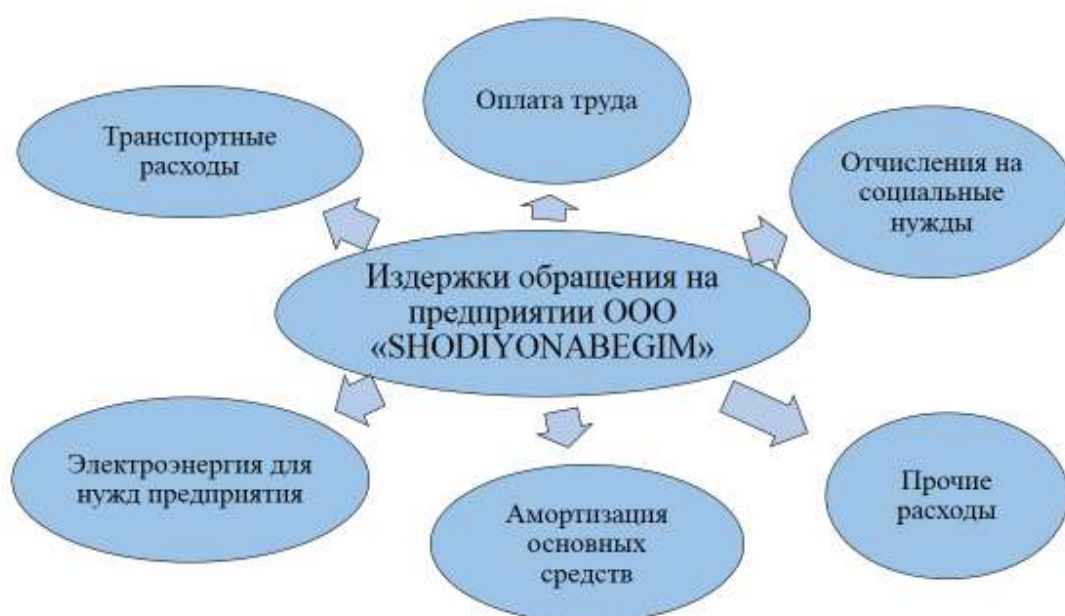 Оплата труда
Транспортные
расходы
Отчисления на
социальные
нужды
Издержки обращения на
предприятии ООО
«SHODIYONABEGIM»
Электроэнергия для
нужд предприятия
Амортизация
основных
средств
Прочие
расходы